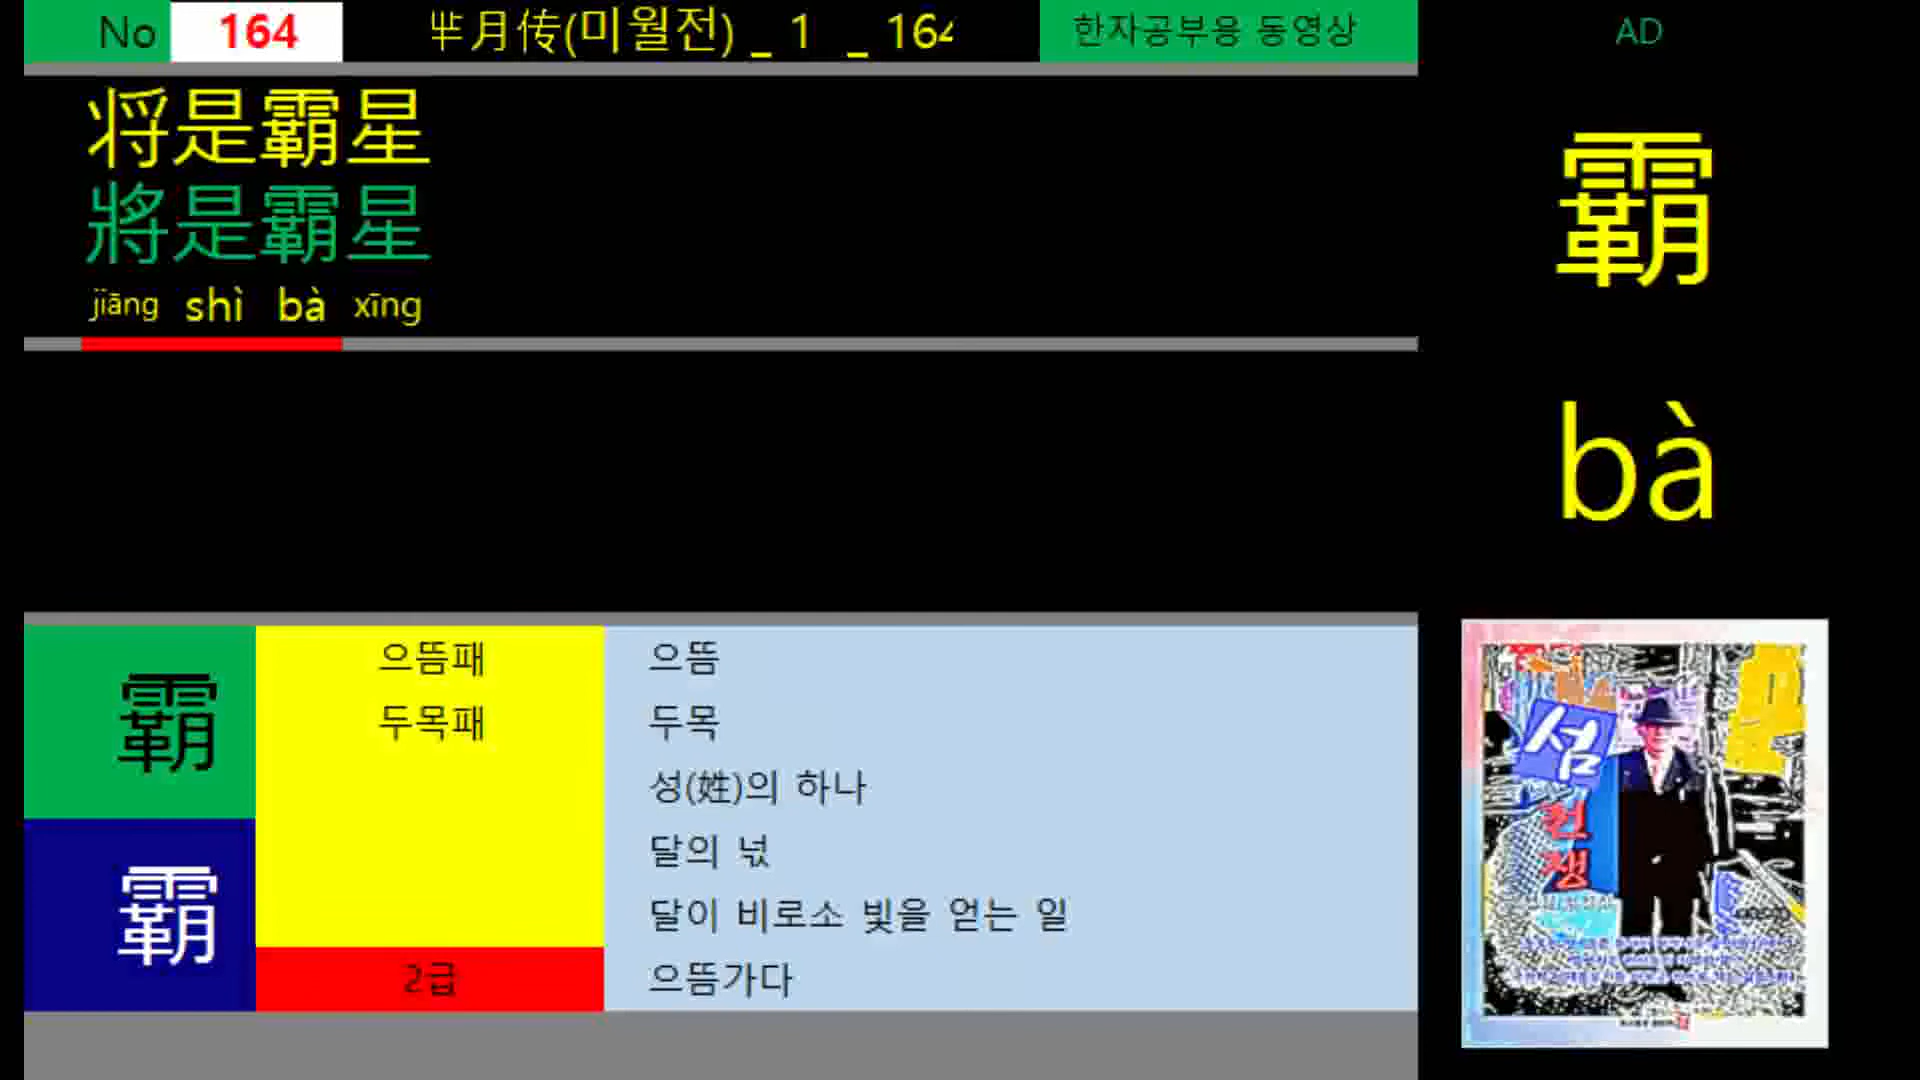 No 164 芈月传(미월전) _ 1 _ 164 한자공부용 동영상 AD
将是霸星
將是霸星
jiāng shì bà xīng
霸
bà
霸
霸
으뜸패
두목패
2급
으뜸
두목
성(姓)의 하나
달의 넋
달이 비로소 빛을 얻는 일
으뜸가다
섬
전
쟁